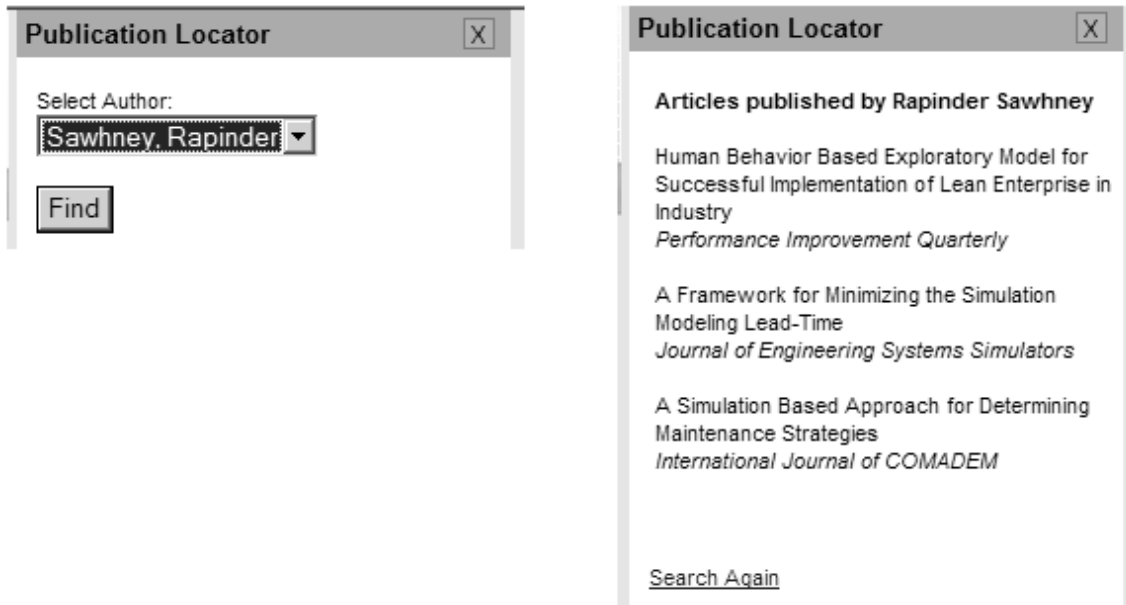 Publication Locator X
Select Author:
Sawhney, Rapinder
Find
Publication Locator X
Articles published by Rapinder Sawhney
Human Behavior Based Exploratory Model for
Successful Implementation of Lean Enterprise in
Industry
Performance Improvement Quarterly
A Framework for Minimizing the Simulation
Modeling Lead-Time
Journal of Engineering Systems Simulators
A Simulation Based Approach for Determining
Maintenance Strategies
International Journal of COMADEM
Search Again